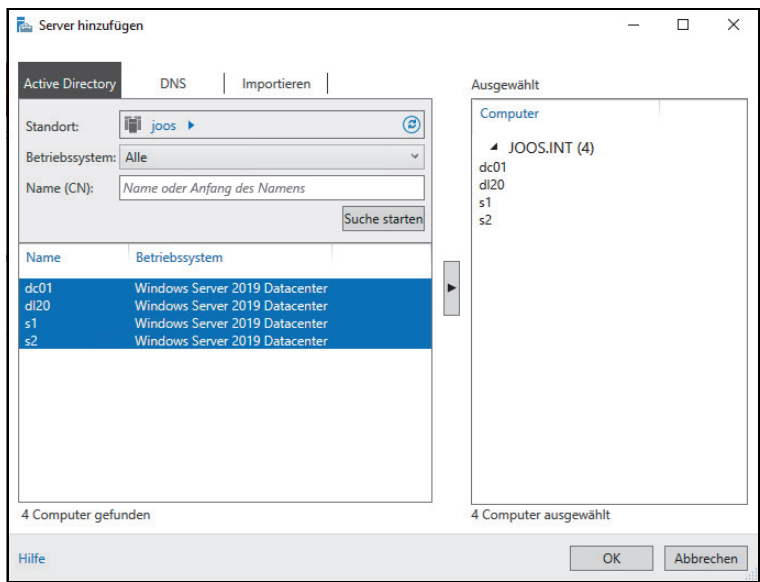 Server hinzufügen
Active Directory DNS Importieren
Standort: joos
Betriebssystem: Alle
Name (CN): Name oder Anfang des Namens
Suche starten
Name Betriebssystem
dc01 Windows Server 2019 Datacenter
dl20 Windows Server 2019 Datacenter
s1 Windows Server 2019 Datacenter
s2 Windows Server 2019 Datacenter
4 Computer gefunden
Ausgewählt
Computer
JOOS.INT (4)
dc01
dl20
s1
s2
4 Computer ausgewählt
Hilfe
OK Abbrechen